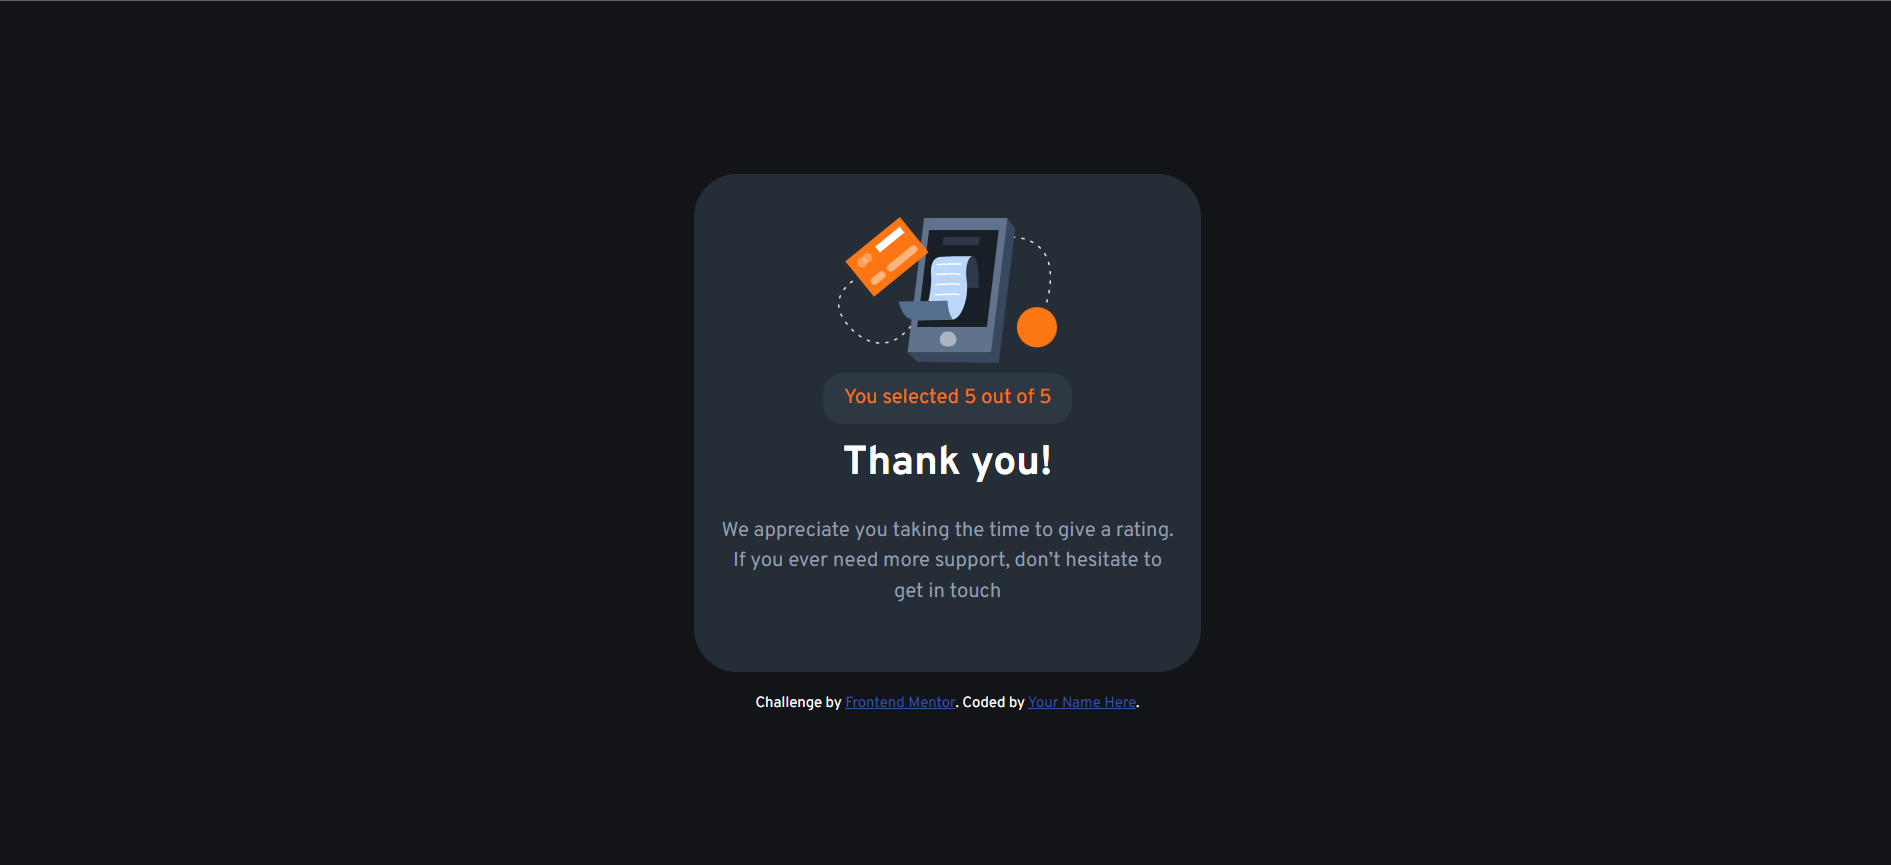 You selected 5 out of 5
Thank you!
We appreciate you taking the time to give a rating.
If you ever need more support, don’t hesitate to
get in touch
Challenge by Frontend Mentor. Coded by Your Name Here.